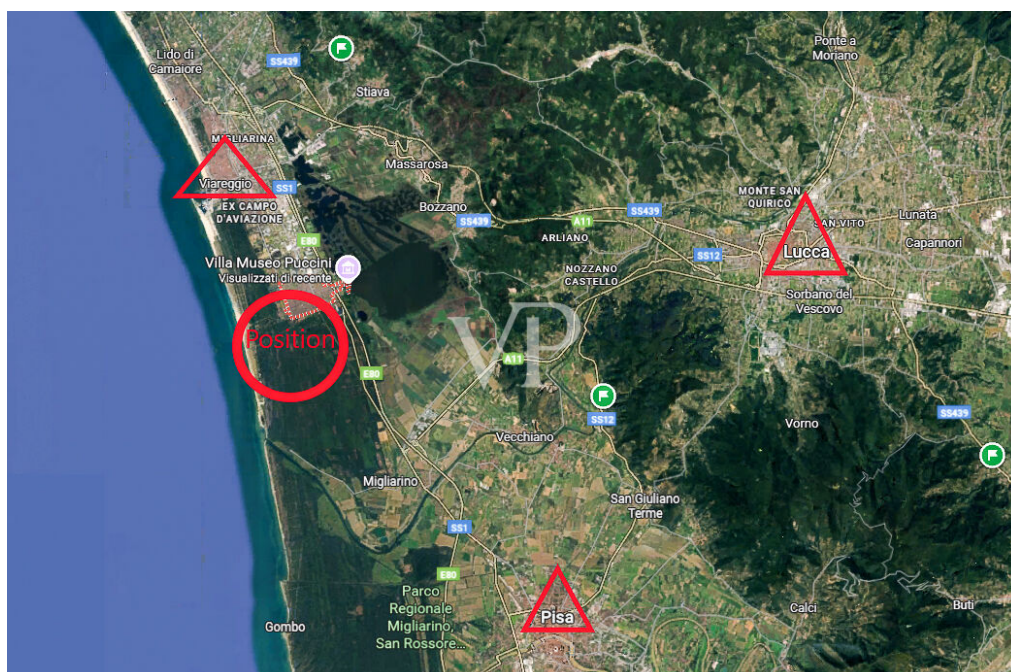 Lido di
Camaiore
SS439
Stiava
Ponte a
Moriano
MIGLIARINA
Viareggio
SS1
EX CAMPO
D'AVIAZIONE
Massarosa
Bozzano
SS439
E80
A11
SS439
ARLIANO
MONTE SAN
QUIRICO
SAN VITO
Lunata
Capannori
Lucca
SS12
NOZZANO
CASTELLO
Sorbano del
Vescovo
Villa Museo Puccini
Visualizzati di recente
Position
VP
A11
E80
SS12
SS439
Vorno
Vecchiano
Migliarino
San Giuliano
Terme
SS1
E80
Parco
Regionale
Migliarino,
San Rossore...
Gombo
Pisa
Calci
Buti